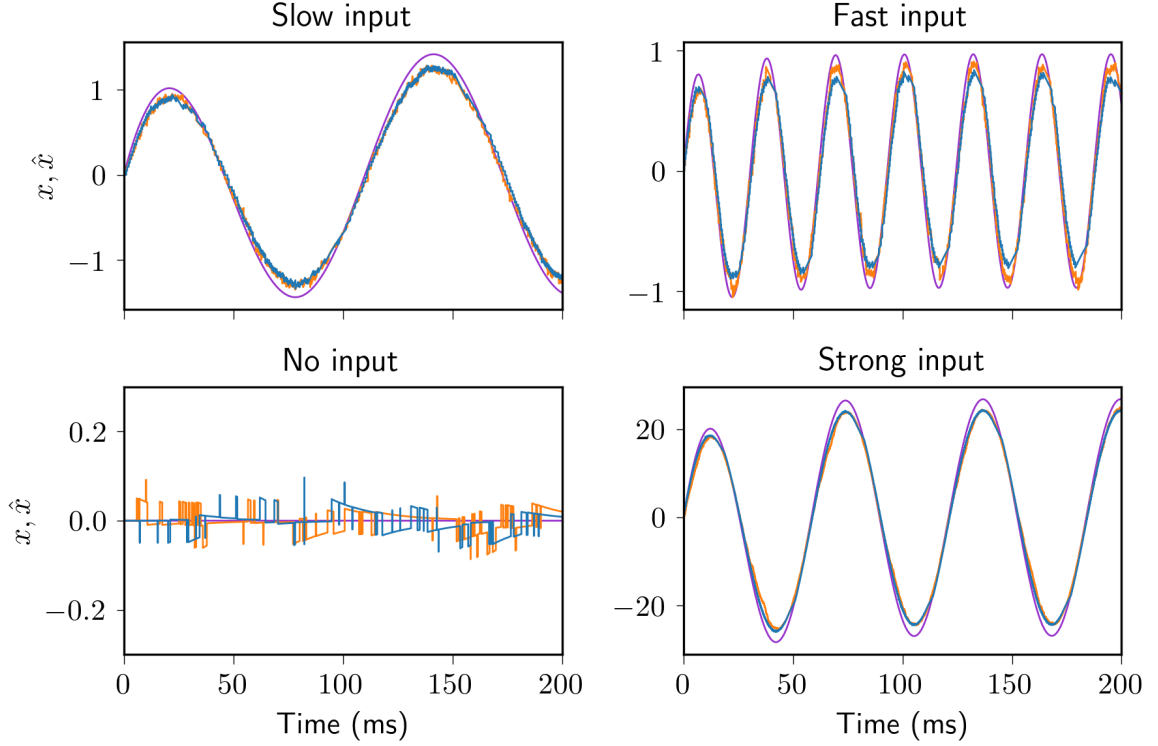 Slow input
Fast input
1
0
−1
x, x̂
1
0
−1
No input
Strong input
0.2
0.0
−0.2
x, x̂
20
0
−20
0 50 100 150 200
0 50 100 150 200
Time (ms)
Time (ms)